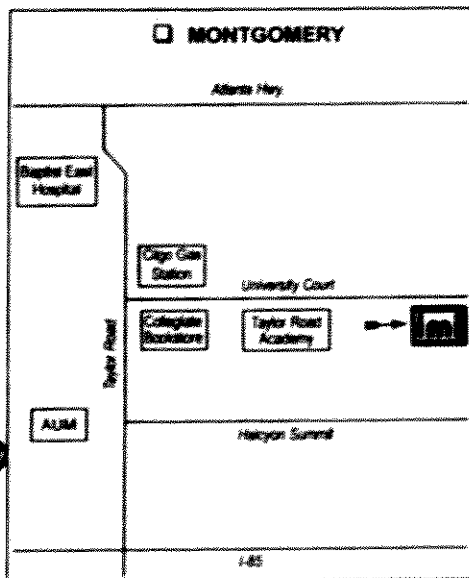 MONTGOMERY
Atlanta Hwy.
Baptist East
Hospital
Citgo Gas
Station
University Court
Collegiate
Bookstore
Taylor Road
Academy
Taylor Road
AUM
Halcyon Summit
I-85